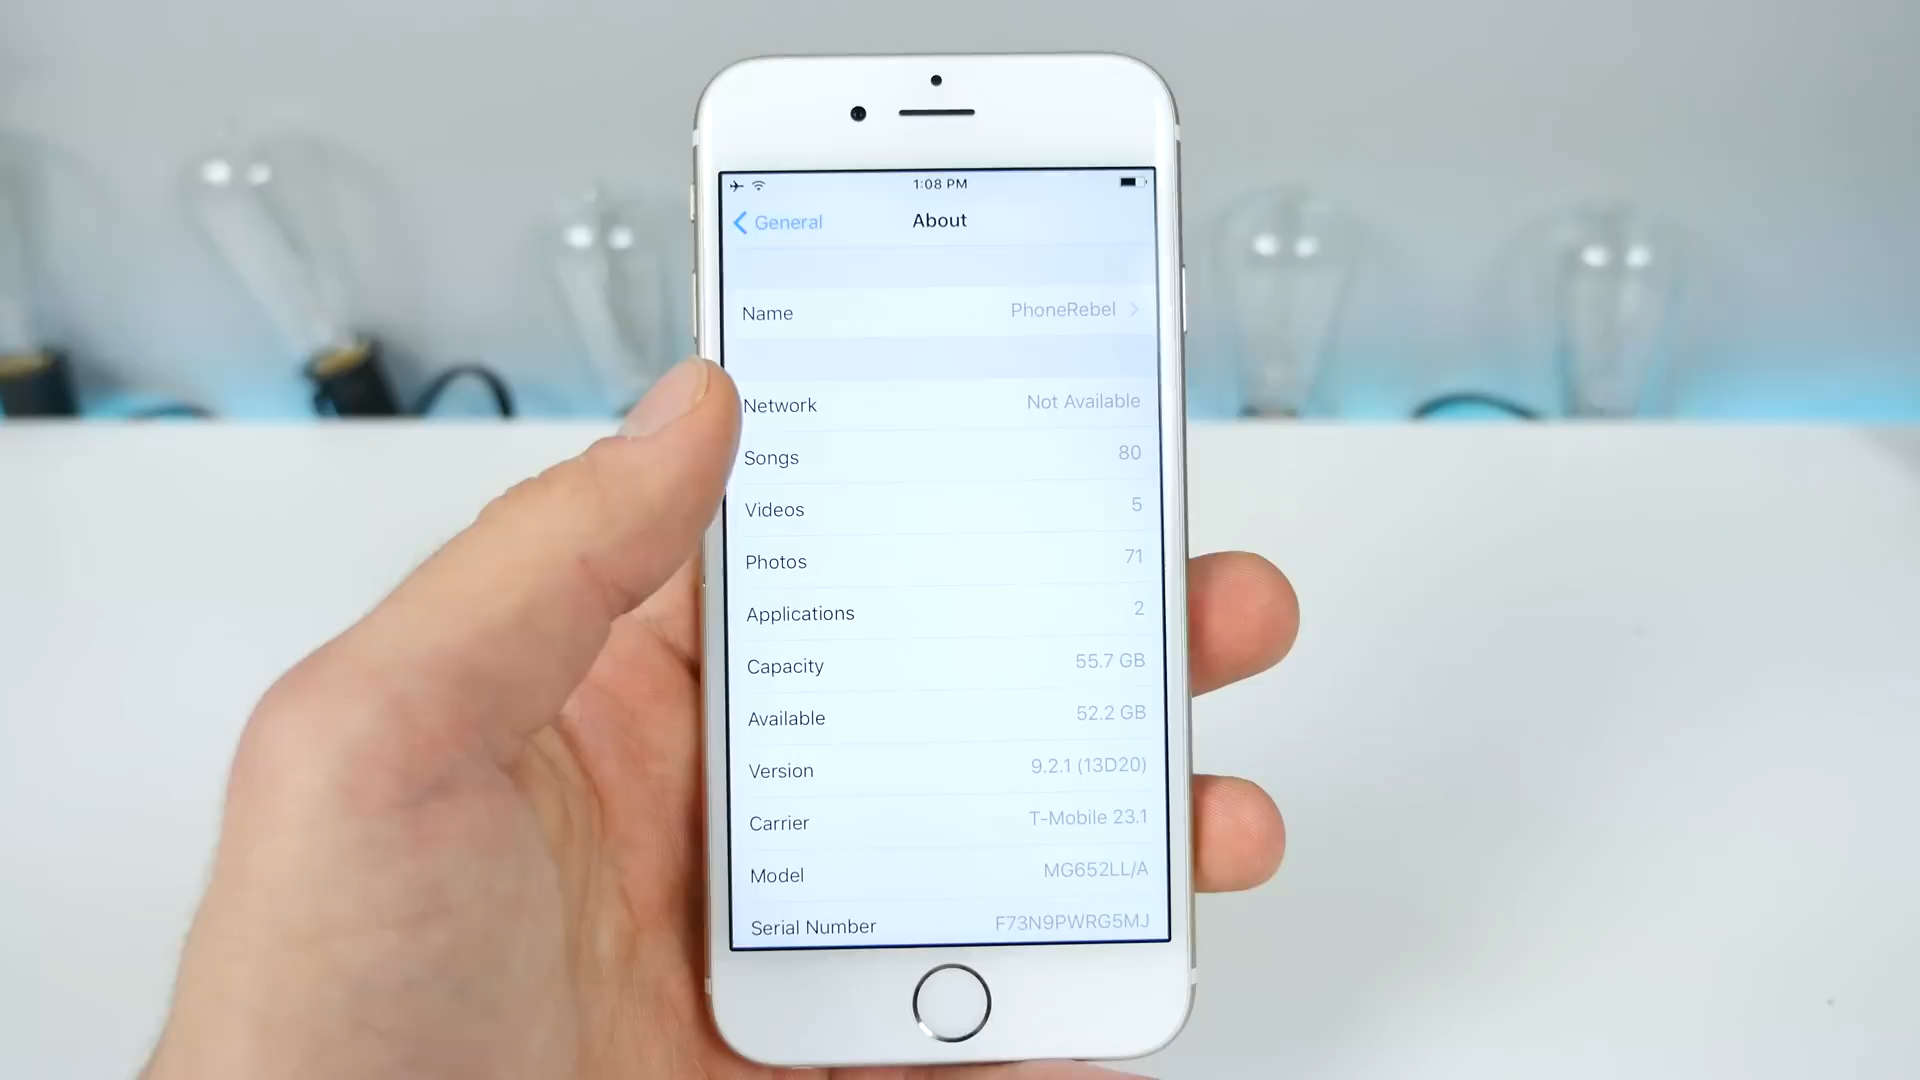 1:08 PM
General About
Name PhoneRebel
Network Not Available
Songs 80
Videos 5
Photos 71
Applications 2
Capacity 55.7 GB
Available 52.2 GB
Version 9.2.1 (13D20)
Carrier T-Mobile 23.1
Model MG652LL/A
Serial Number F73N9PWRG5MJ